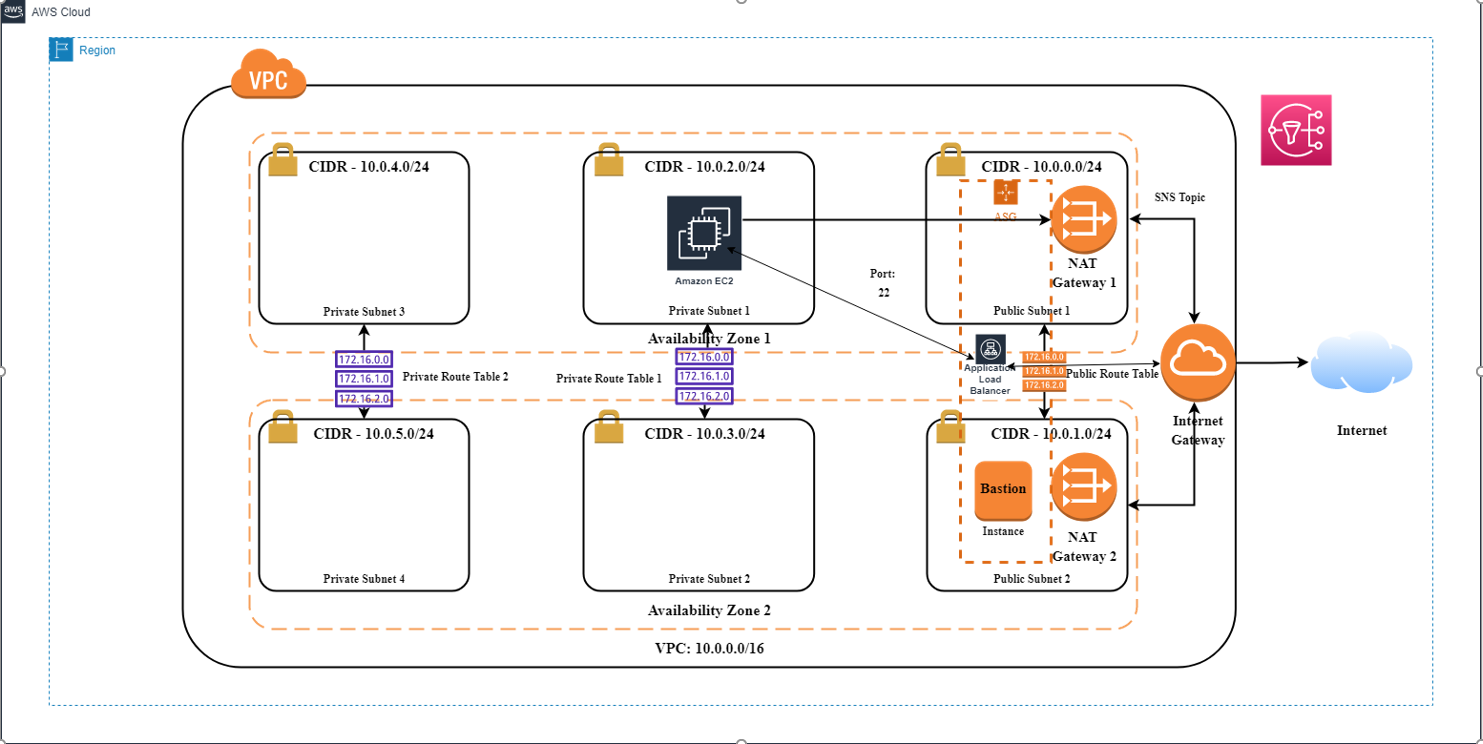 aws
AWS Cloud
Region
VPC
CIDR - 10.0.4.0/24
CIDR - 10.0.2.0/24
CIDR - 10.0.0.0/24
ASG
SNS Topic
NAT
Gateway 1
Amazon EC2
Port:
22
Private Subnet 3
Private Subnet 1
Public Subnet 1
Availability Zone 1
172.16.0.0
172.16.1.0
172.16.2.0
Private Route Table 2
Private Route Table 1
172.16.0.0
172.16.1.0
172.16.2.0
Application
Load
Balancer
172.16.0.0
172.16.1.0
172.16.2.0
Public Route Table
Internet
Gateway
Internet
CIDR - 10.0.5.0/24
CIDR - 10.0.3.0/24
CIDR - 10.0.1.0/24
Bastion
Instance
NAT
Gateway 2
Private Subnet 4
Private Subnet 2
Public Subnet 2
Availability Zone 2
VPC: 10.0.0.0/16